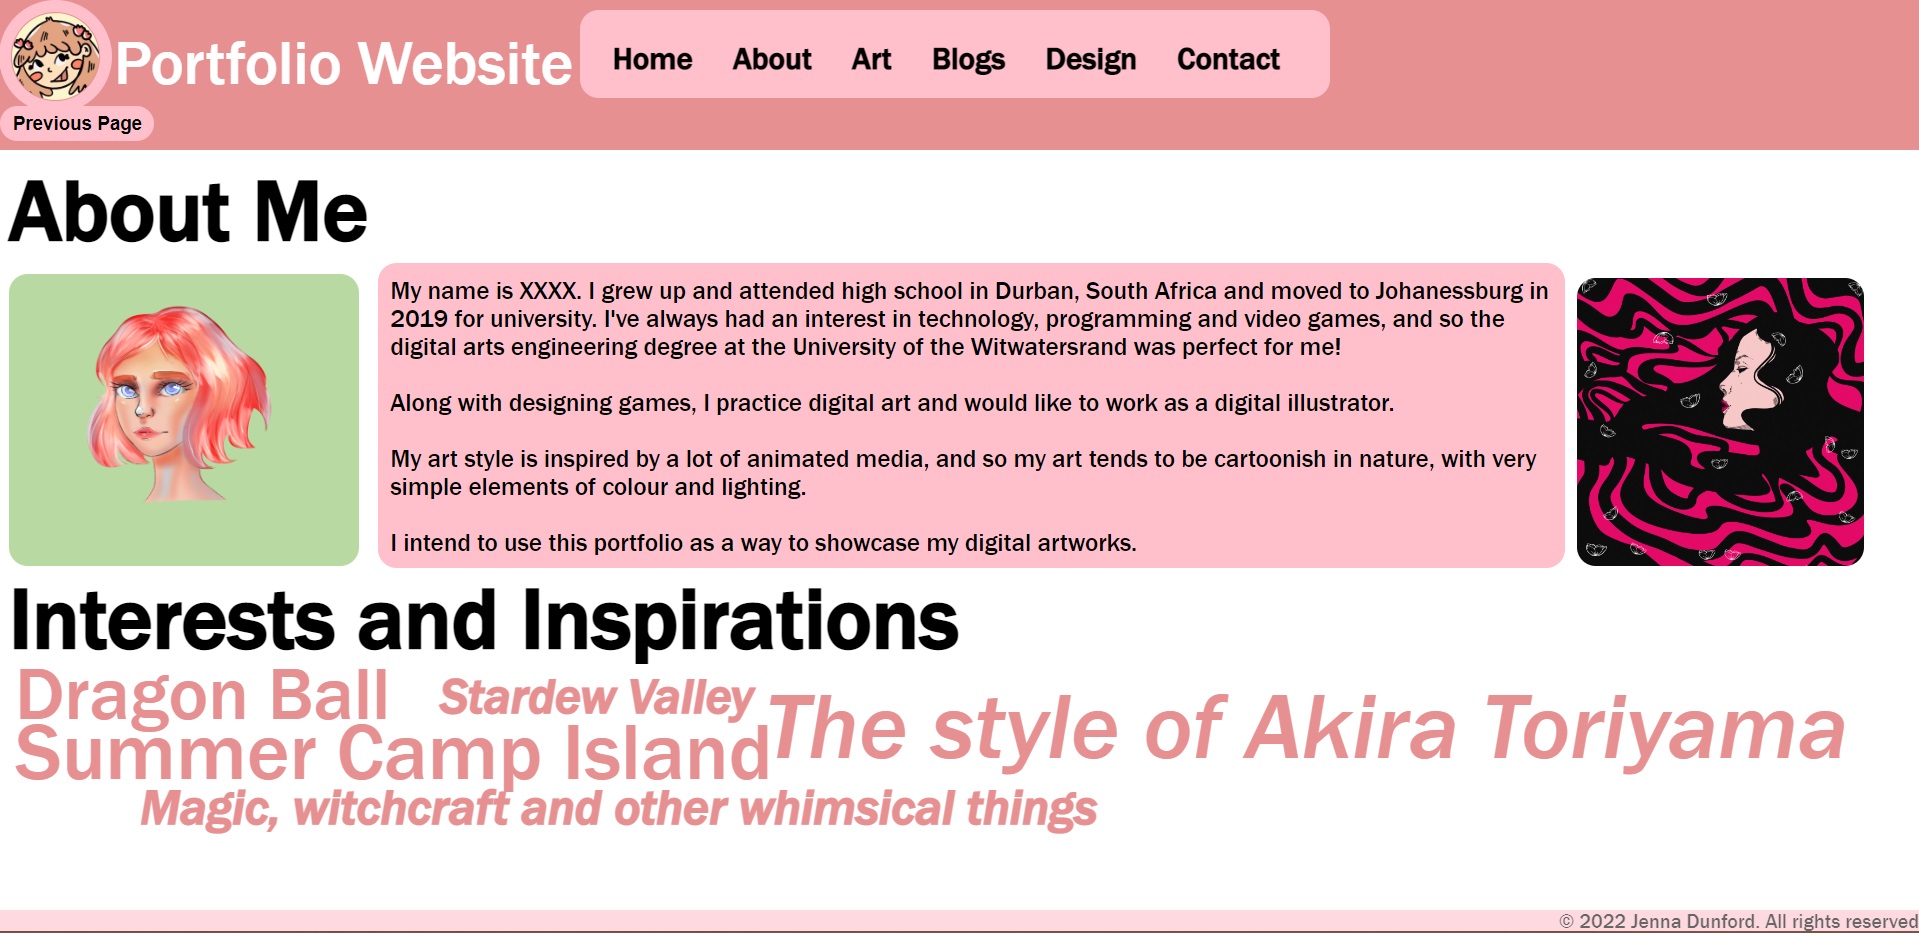 Portfolio Website
Home About Art Blogs Design Contact
Previous Page
About Me
My name is XXXX. I grew up and attended high school in Durban, South Africa and moved to Johanessburg in
2019 for university. I've always had an interest in technology, programming and video games, and so the
digital arts engineering degree at the University of the Witwatersrand was perfect for me!
Along with designing games, I practice digital art and would like to work as a digital illustrator.
My art style is inspired by a lot of animated media, and so my art tends to be cartoonish in nature, with very
simple elements of colour and lighting.
I intend to use this portfolio as a way to showcase my digital artworks.
Interests and Inspirations
Dragon Ball
Stardew Valley
The style of Akira Toriyama
Summer Camp Island
Magic, witchcraft and other whimsical things
© 2022 Jenna Dunford. All rights reserved